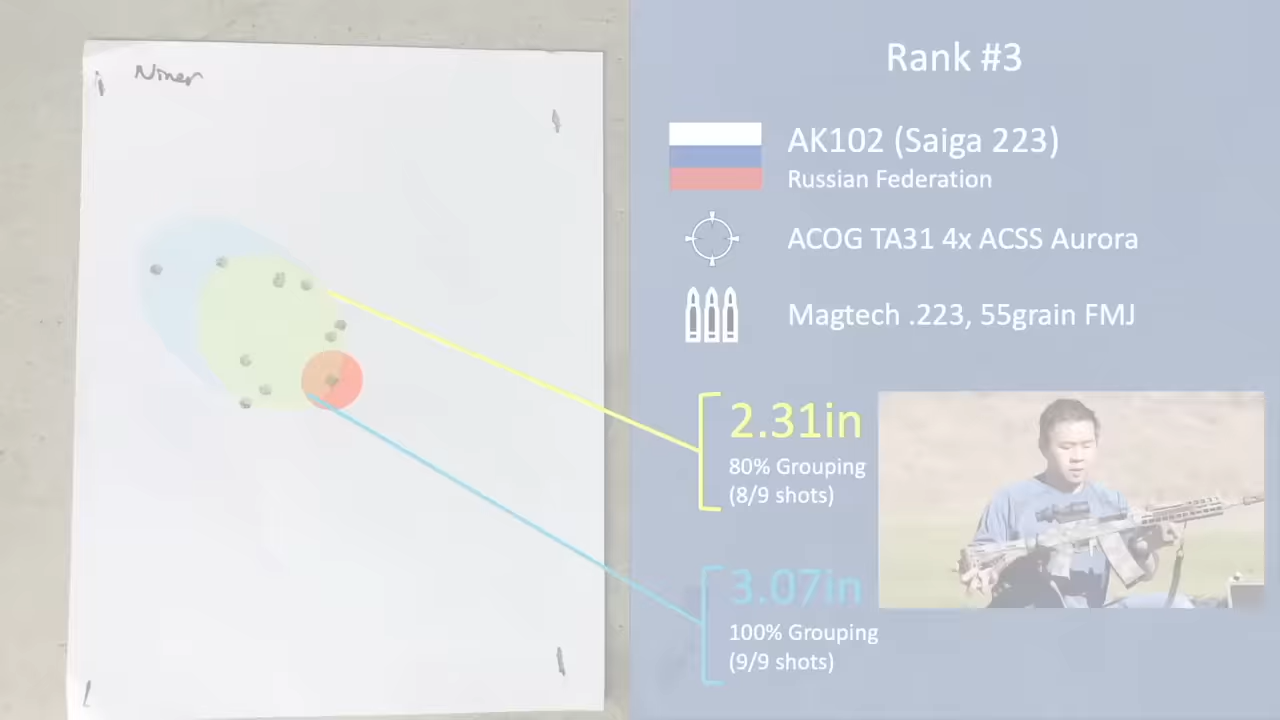 Niner
Rank #3
AK102 (Saiga 223)
Russian Federation
ACOG TA31 4x ACSS Aurora
Magtech .223, 55grain FMJ
2.31in
80% Grouping
(8/9 shots)
3.07in
100% Grouping
(9/9 shots)